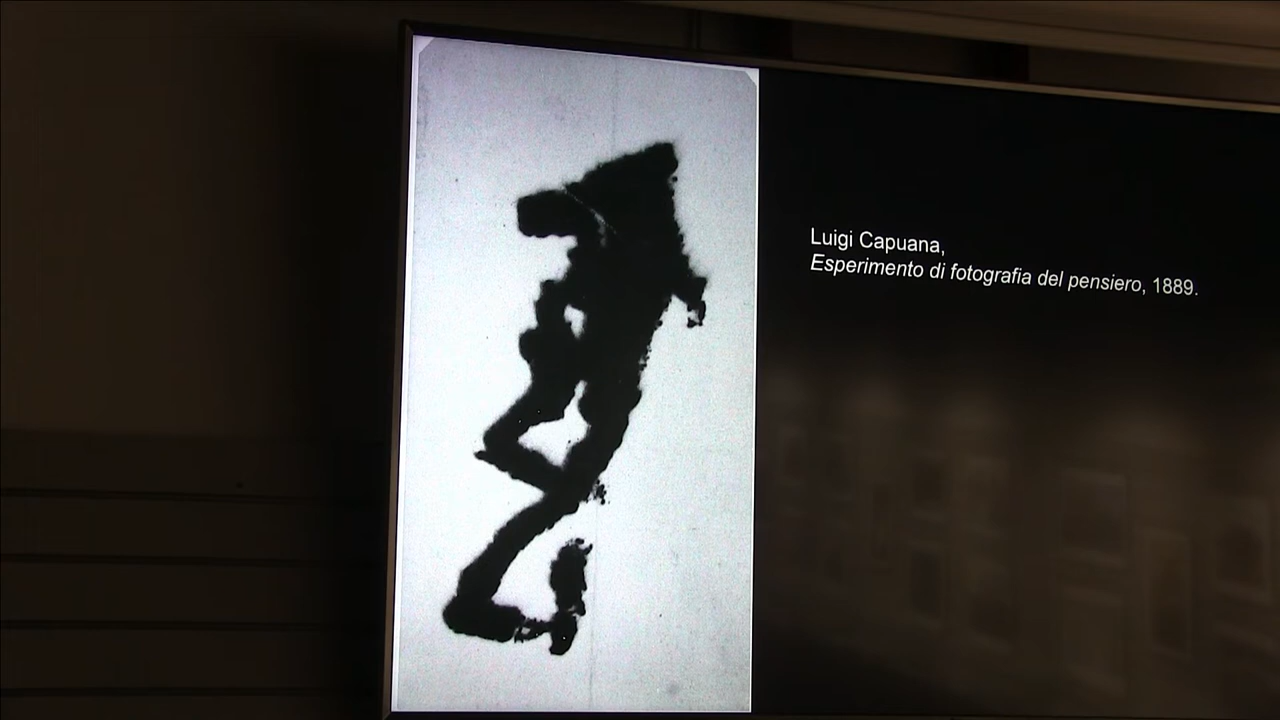 Luigi Capuana,
Esperimento di fotografia del pensiero, 1889.